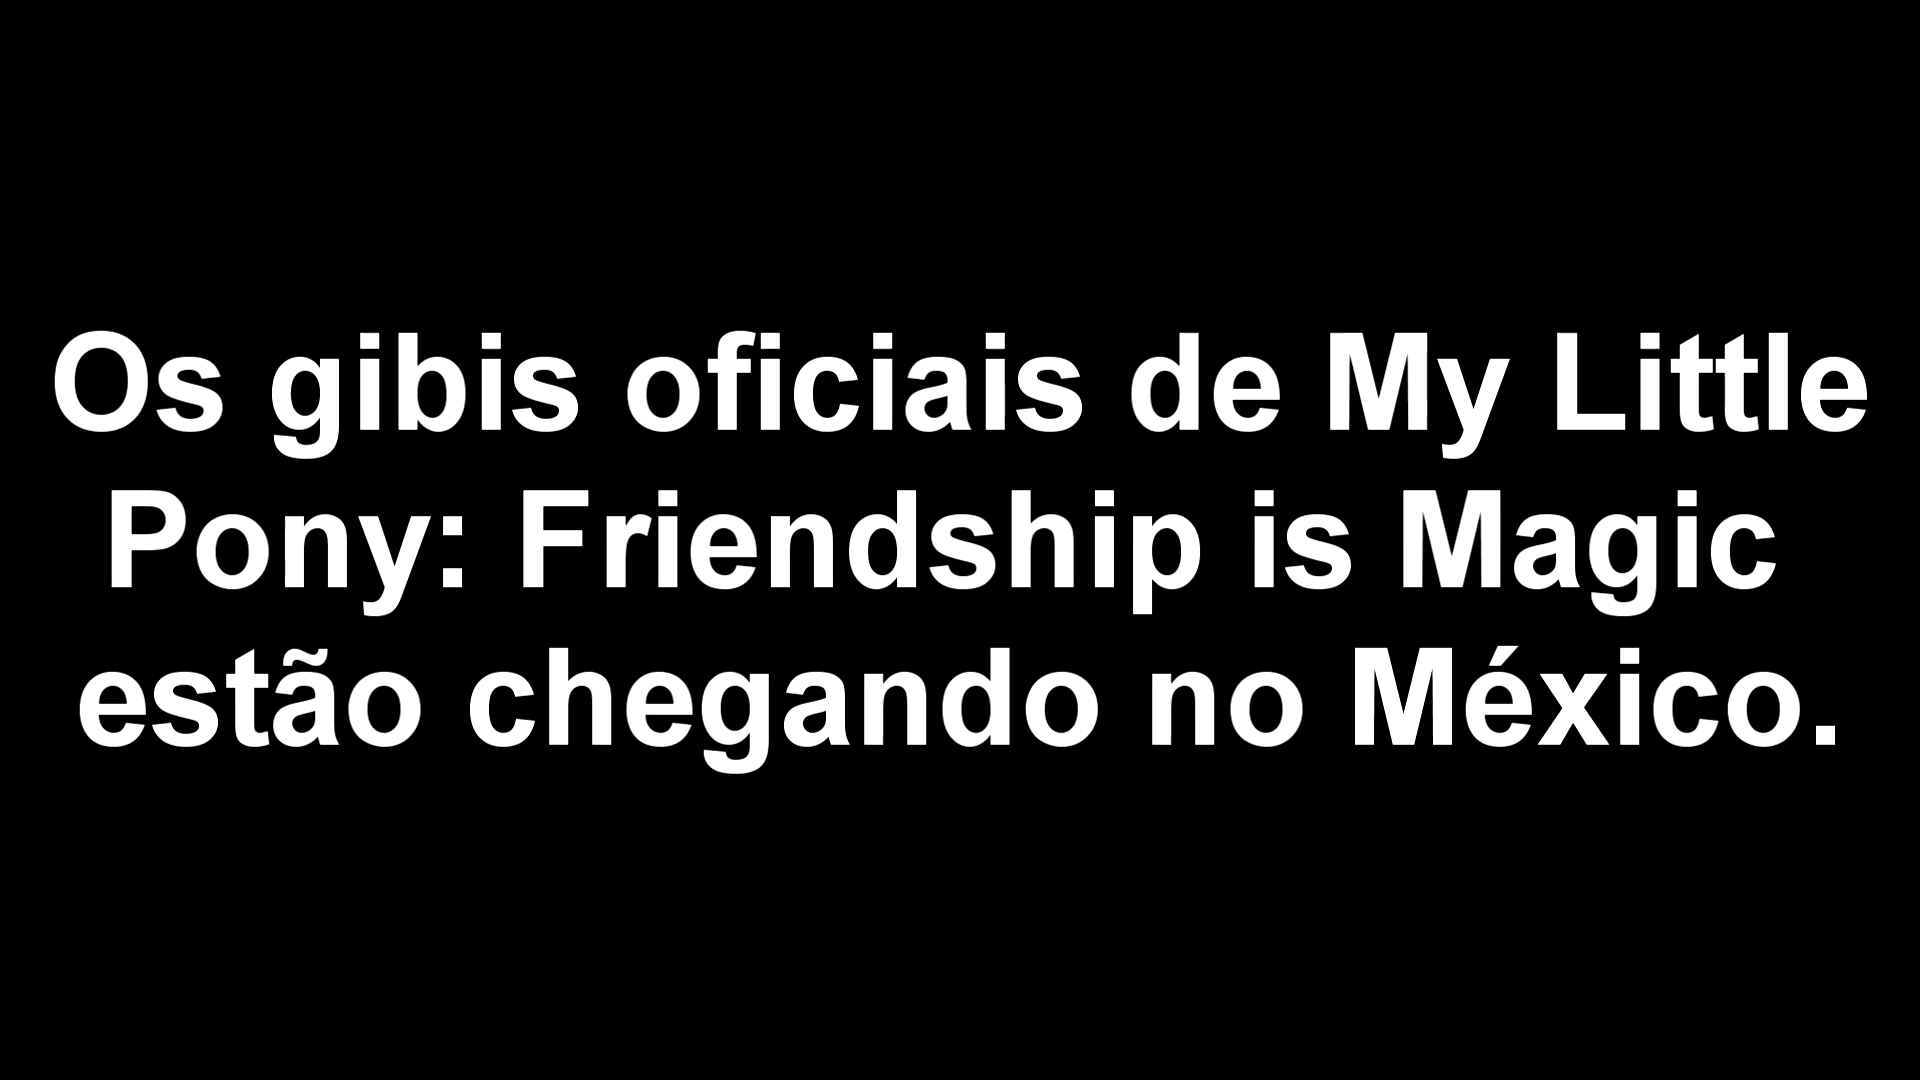 Os gibis oficiais de My Little
Pony: Friendship is Magic
estão chegando no México.